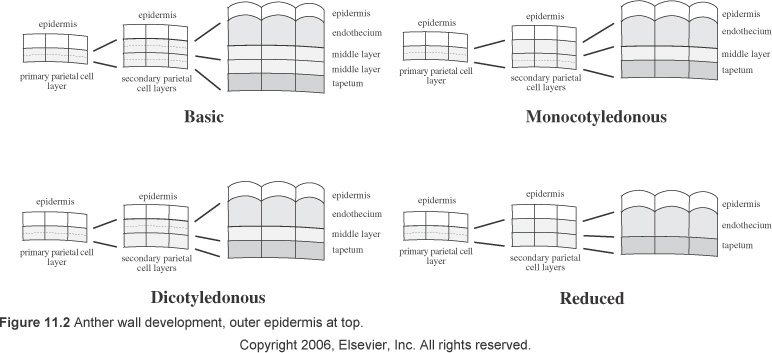 epidermis
primary parietal cell
layer
epidermis
secondary parietal
cell layers
epidermis
endothecium
middle layer
middle layer
tapetum
Basic
epidermis
primary parietal cell
layer
epidermis
secondary parietal
cell layers
epidermis
endothecium
middle layer
tapetum
Monocotyledonous
epidermis
primary parietal cell
layer
epidermis
secondary parietal
cell layers
epidermis
endothecium
middle layer
tapetum
Dicotyledonous
epidermis
primary parietal cell
layer
epidermis
secondary parietal
cell layers
epidermis
endothecium
tapetum
Reduced
Figure 11.2 Anther wall development, outer epidermis at top.
Copyright 2006, Elsevier, Inc. All rights reserved.